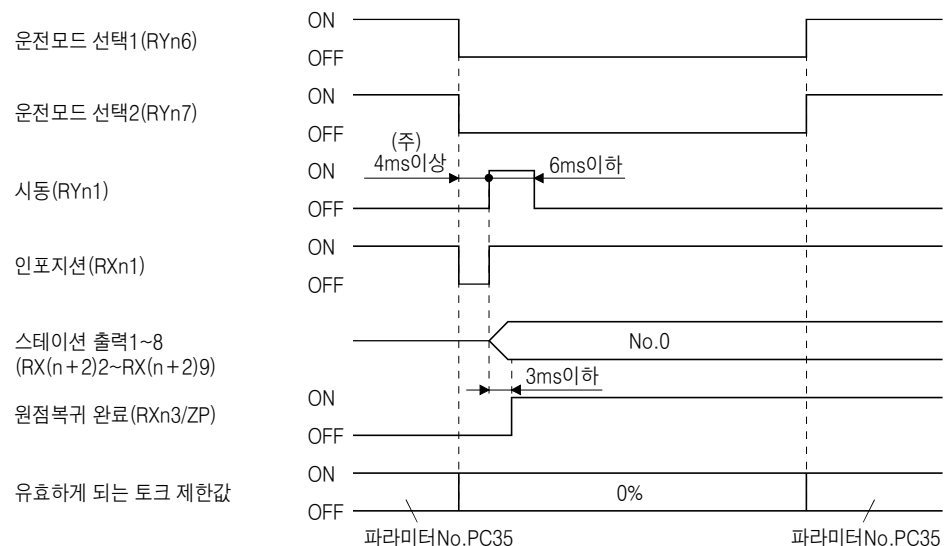 운전모드 선택1(RYn6)
ON
OFF
운전모드 선택2(RYn7)
ON
OFF
(주)
4ms이상
6ms이하
시동(RYn1)
ON
OFF
인포지션(RXn1)
ON
OFF
스테이션 출력1~8
(RX(n+2)2~RX(n+2)9)
No.0
3ms이하
원점복귀 완료(RXn3/ZP)
ON
OFF
유효하게 되는 토크 제한값
ON
OFF
0%
파라미터No.PC35
파라미터No.PC35